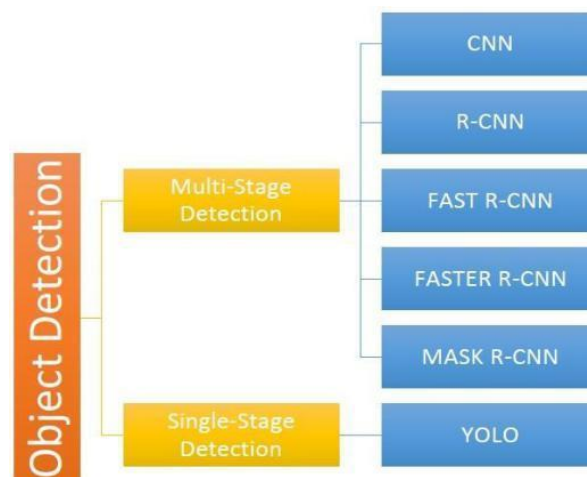 Object Detection
Multi-Stage
Detection
CNN
R-CNN
FAST R-CNN
FASTER R-CNN
MASK R-CNN
Single-Stage
Detection
YOLO